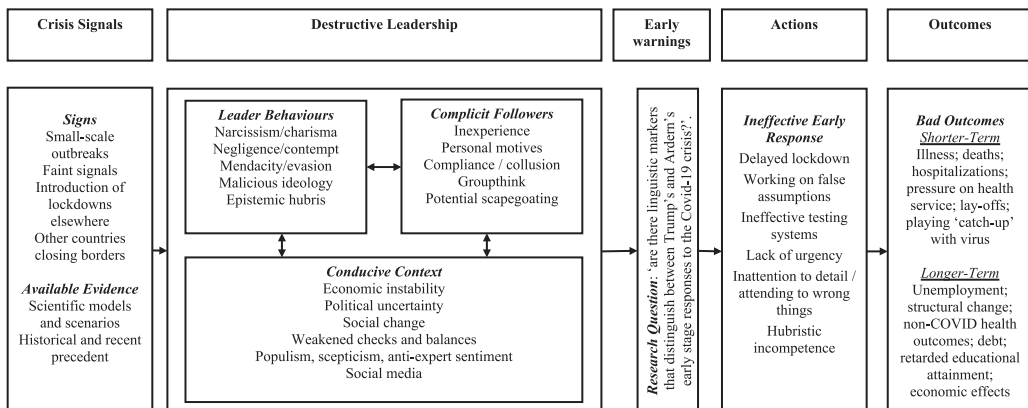 Crisis Signals
Destructive Leadership
Early
warnings
Actions
Outcomes
Signs
Small-scale
outbreaks
Faint signals
Introduction of
lockdowns
elsewhere
Other countries
closing borders
Available Evidence
Scientific models
and scenarios
Historical and recent
precedent
Leader Behaviours
Narcissism/charisma
Negligence/contempt
Mendacity/evasion
Malicious ideology
Epistemic hubris
Complicit Followers
Inexperience
Personal motives
Compliance / collusion
Groupthink
Potential scapegoating
Conducive Context
Economic instability
Political uncertainty
Social change
Weakened checks and balances
Populism, scepticism, anti-expert sentiment
Social media
Research Question: ‘are there linguistic markers
that distinguish between Trump’s and Ardern’s
early stage responses to the Covid-19 crisis?’.
Ineffective Early
Response
Delayed lockdown
Working on false
assumptions
Ineffective testing
systems
Lack of urgency
Inattention to detail /
attending to wrong
things
Hubristic
incompetence
Bad Outcomes
Shorter-Term
Illness; deaths;
hospitalizations;
pressure on health
service; lay-offs;
playing ‘catch-up’
with virus
Longer-Term
Unemployment;
structural change;
non-COVID health
outcomes; debt;
retarded educational
attainment;
economic effects